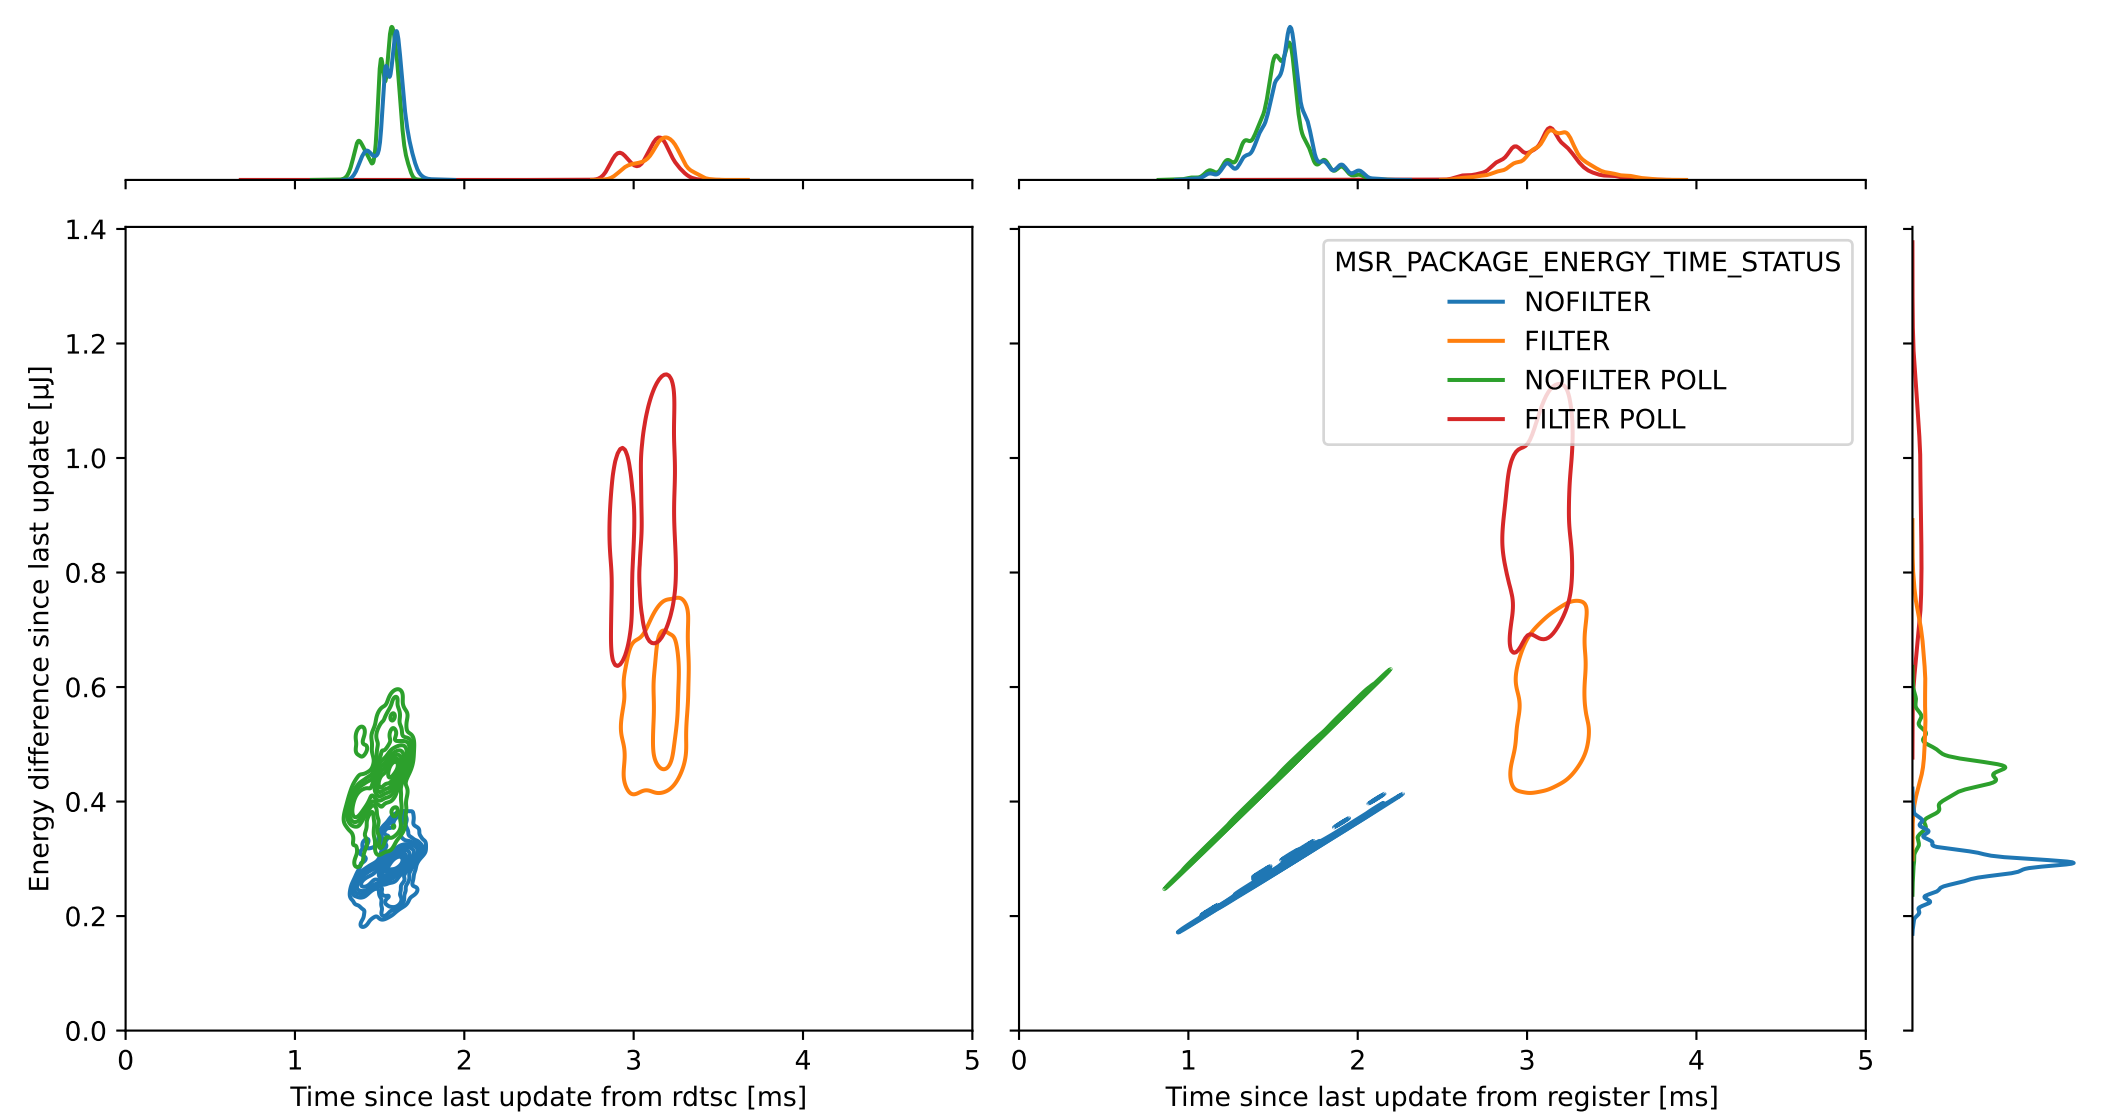 1.4
1.2
1.0
0.8
0.6
0.4
0.2
0.0
Energy difference since last update [µJ]
0 1 2 3 4 5
Time since last update from rdtsc [ms]
MSR_PACKAGE_ENERGY_TIME_STATUS
NOFILTER
FILTER
NOFILTER POLL
FILTER POLL
0 1 2 3 4 5
Time since last update from register [ms]